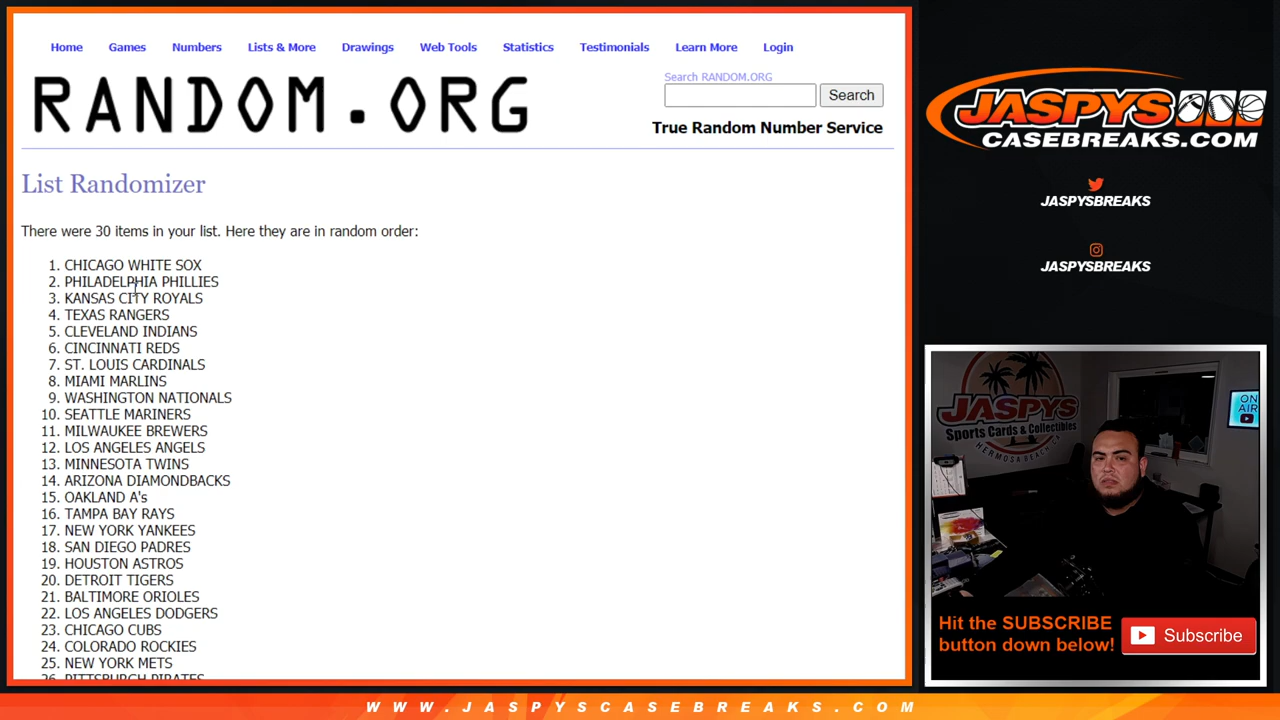 Home Games Numbers Lists & More Drawings Web Tools Statistics Testimonials Learn More Login
RANDOM.ORG
Search RANDOM.ORG
Search
True Random Number Service
List Randomizer
There were 30 items in your list. Here they are in random order:
1. CHICAGO WHITE SOX
2. PHILADELPHIA PHILLIES
3. KANSAS CITY ROYALS
4. TEXAS RANGERS
5. CLEVELAND INDIANS
6. CINCINNATI REDS
7. ST. LOUIS CARDINALS
8. MIAMI MARLINS
9. WASHINGTON NATIONALS
10. SEATTLE MARINERS
11. MILWAUKEE BREWERS
12. LOS ANGELES ANGELS
13. MINNESOTA TWINS
14. ARIZONA DIAMONDBACKS
15. OAKLAND A's
16. TAMPA BAY RAYS
17. NEW YORK YANKEES
18. SAN DIEGO PADRES
19. HOUSTON ASTROS
20. DETROIT TIGERS
21. BALTIMORE ORIOLES
22. LOS ANGELES DODGERS
23. CHICAGO CUBS
24. COLORADO ROCKIES
25. NEW YORK METS
26. PITTSBURGH PIRATES
JASPYS
CASEBREAKS.COM
JASPYSBREAKS
JASPYSBREAKS
JASPYS
Sports Cards & Collectibles
HERMOSA BEACH, CA
ON
AIR
Hit the SUBSCRIBE
button down below!
Subscribe
WWW.JASPYSCASEBREAKS.COM